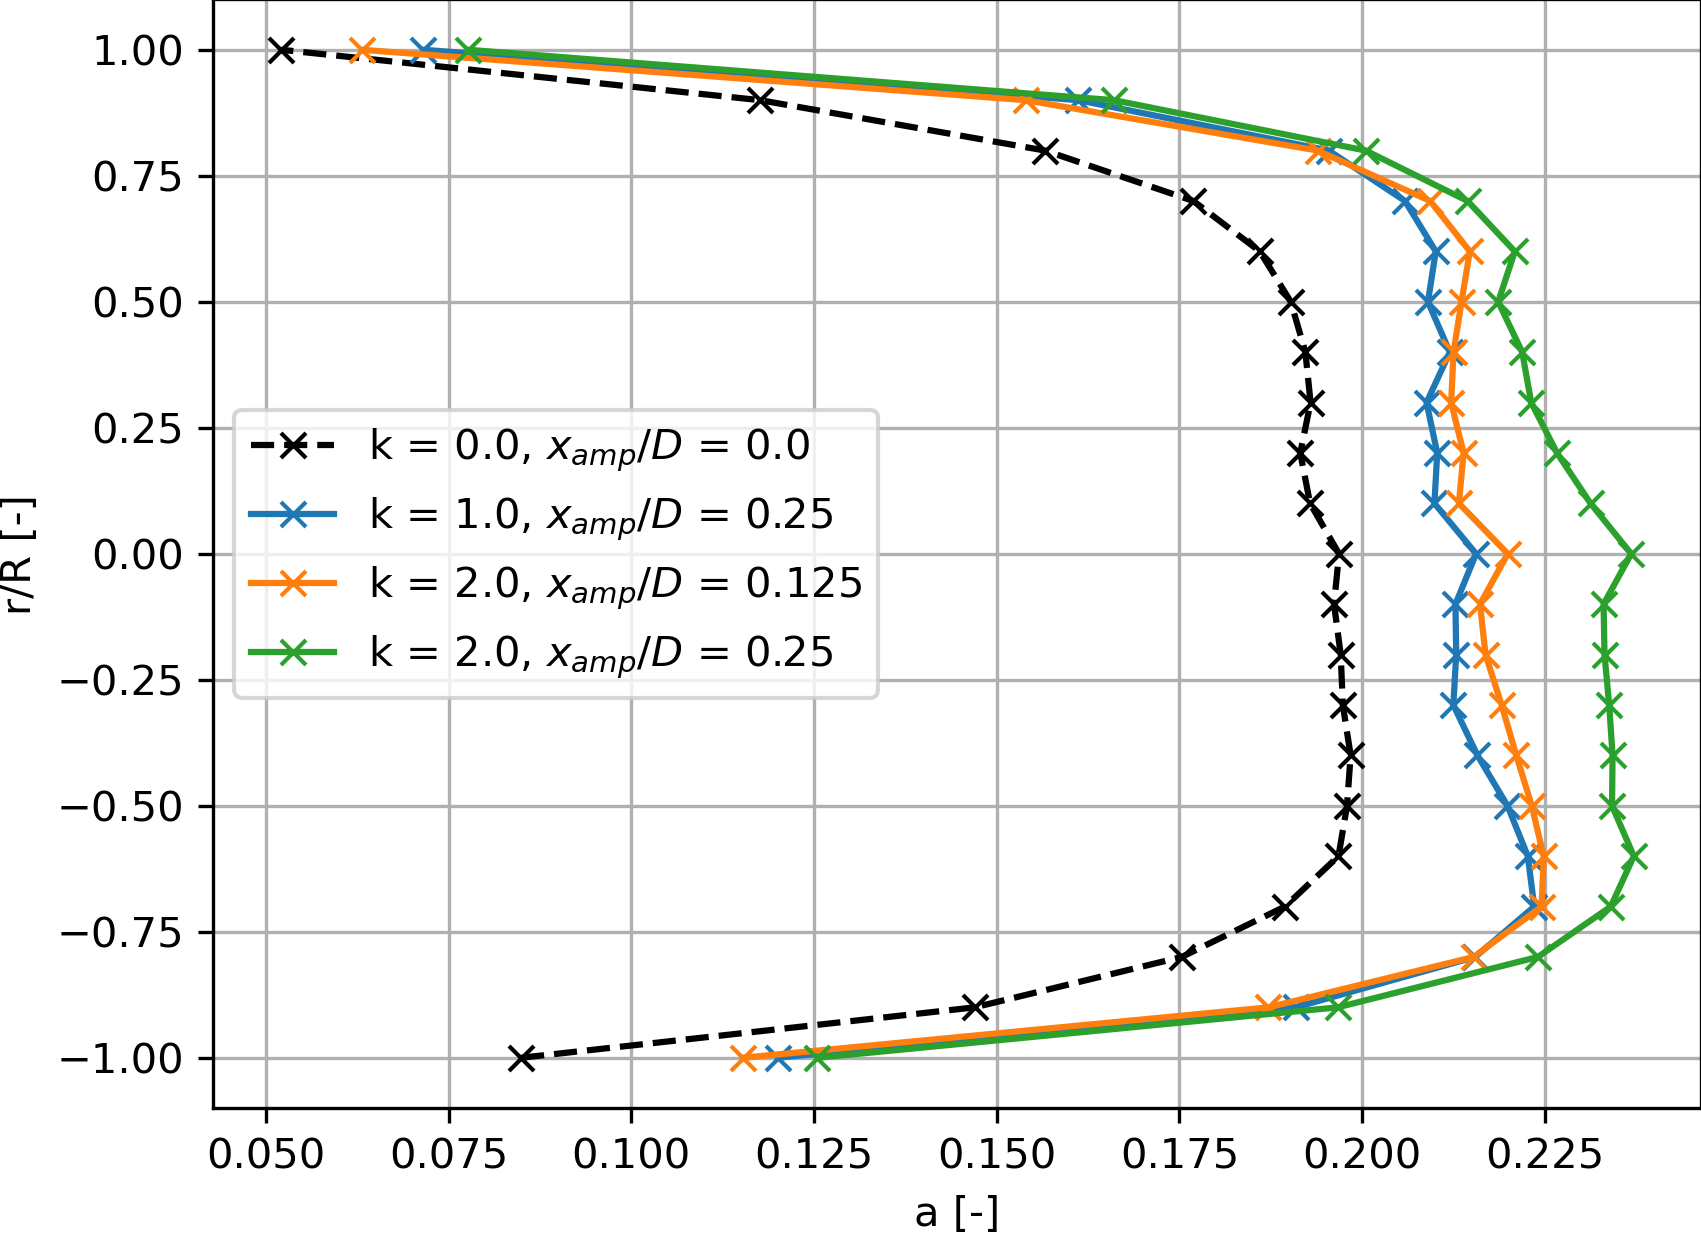 1.00
0.75
0.50
0.25
0.00
−0.25
−0.50
−0.75
−1.00
r/R [-]
k = 0.0, x_amp/D = 0.0
k = 1.0, x_amp/D = 0.25
k = 2.0, x_amp/D = 0.125
k = 2.0, x_amp/D = 0.25
0.050 0.075 0.100 0.125 0.150 0.175 0.200 0.225
a [-]